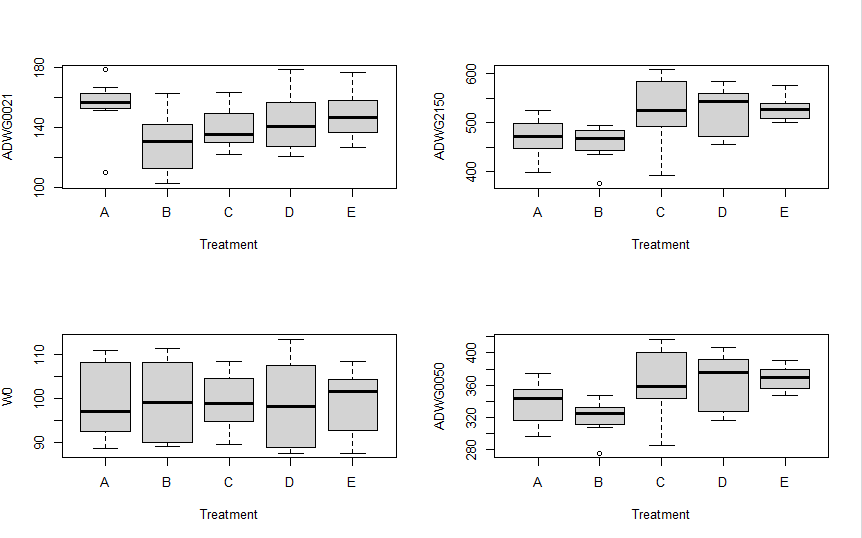 ADWG0021
180
140
100
A B C D E
Treatment
ADWG2150
600
500
400
A B C D E
Treatment
W0
110
100
90
A B C D E
Treatment
ADWG0050
400
360
320
280
A B C D E
Treatment